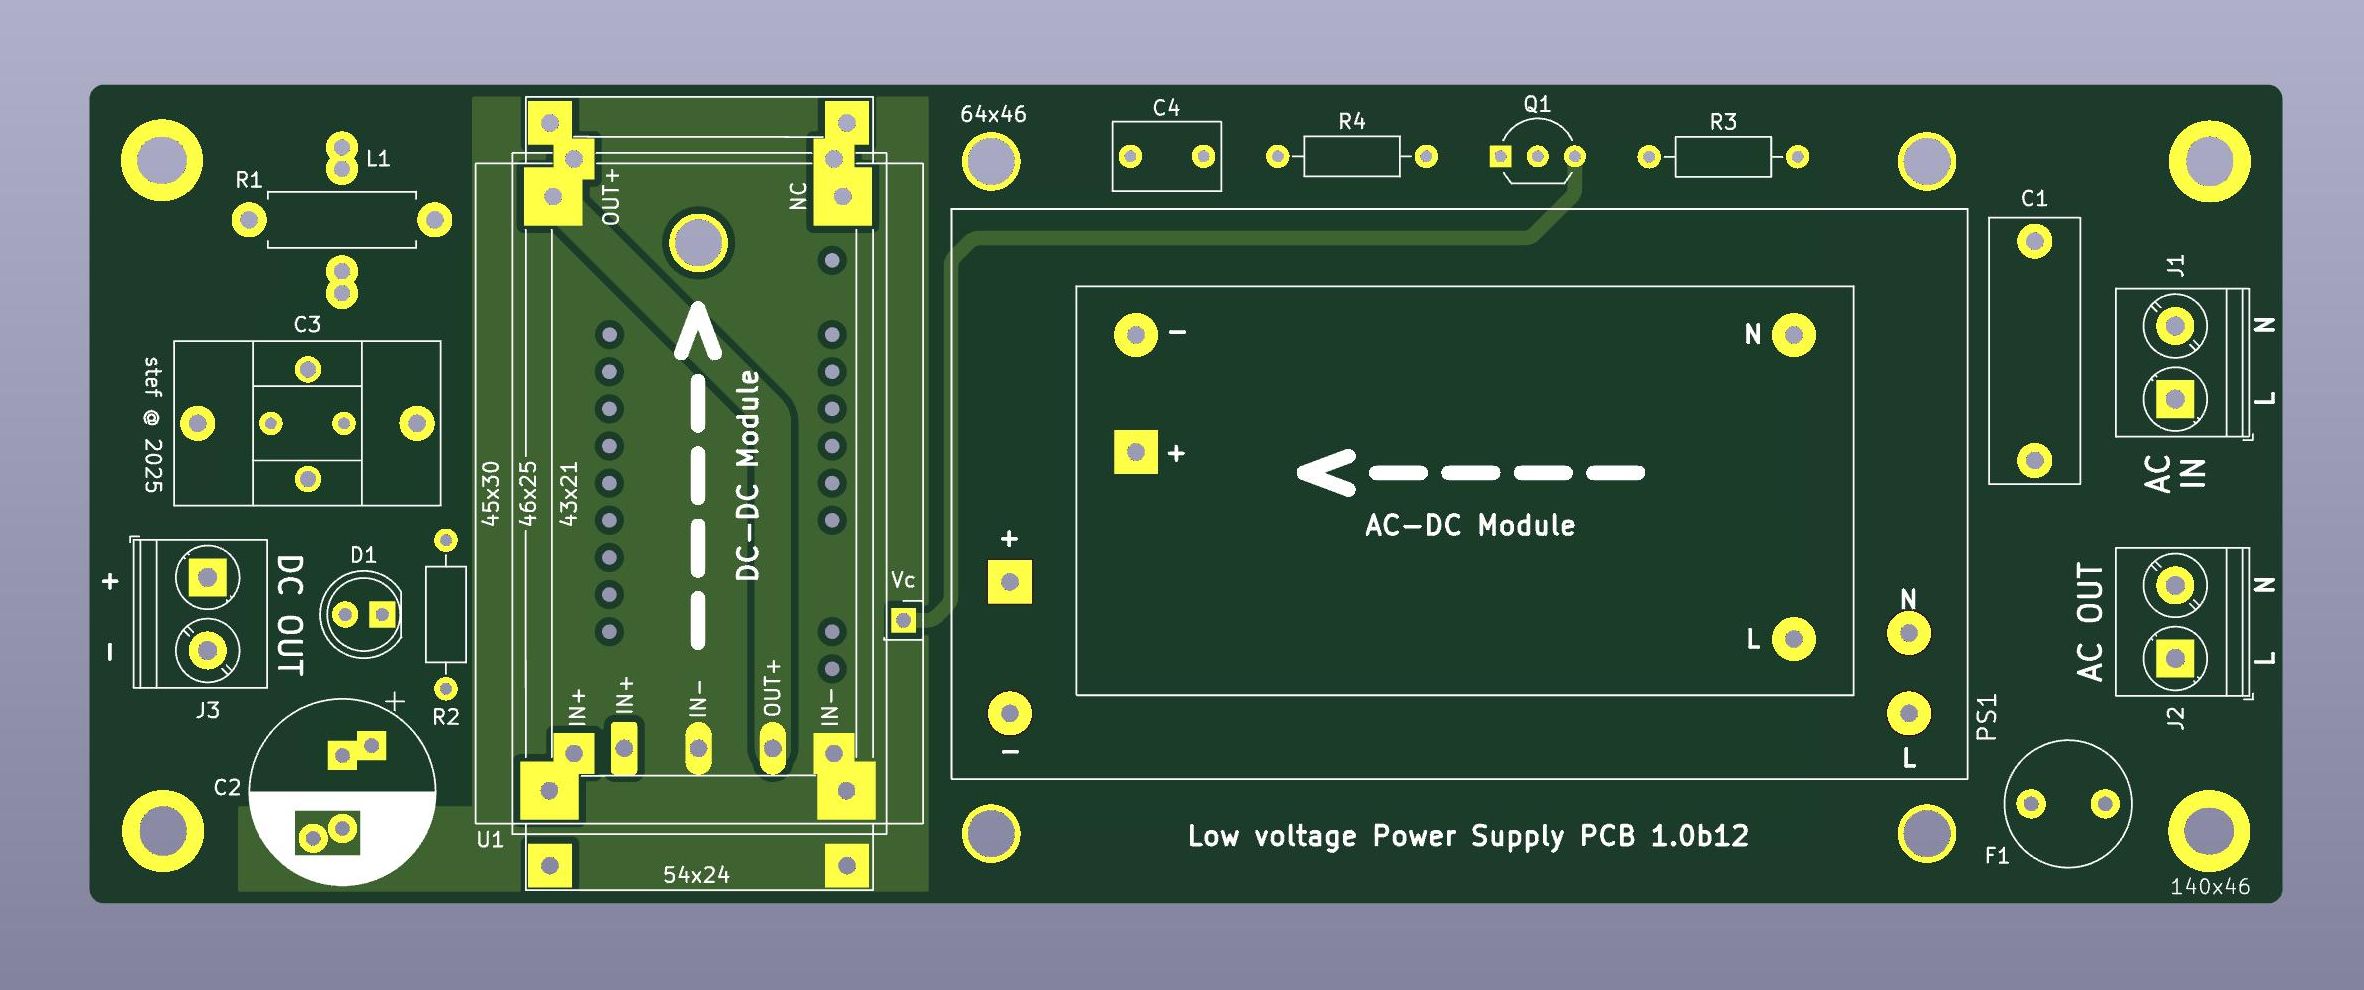 64x46
C4
R4
Q1
R3
L1
R1
OUT+
NC
C1
J1
C3
N
L
AC
IN
stef @ 2025
45x30
46x25
43x21
DC-DC Module
−
+
N
AC-DC Module
+
−
L
N
L
PS1
Vc
D1
DC OUT
+
−
J3
R2
AC OUT
N
L
J2
IN+
IN+
IN-
OUT+
IN-
C2
+
U1
54x24
Low voltage Power Supply PCB 1.0b12
F1
140x46